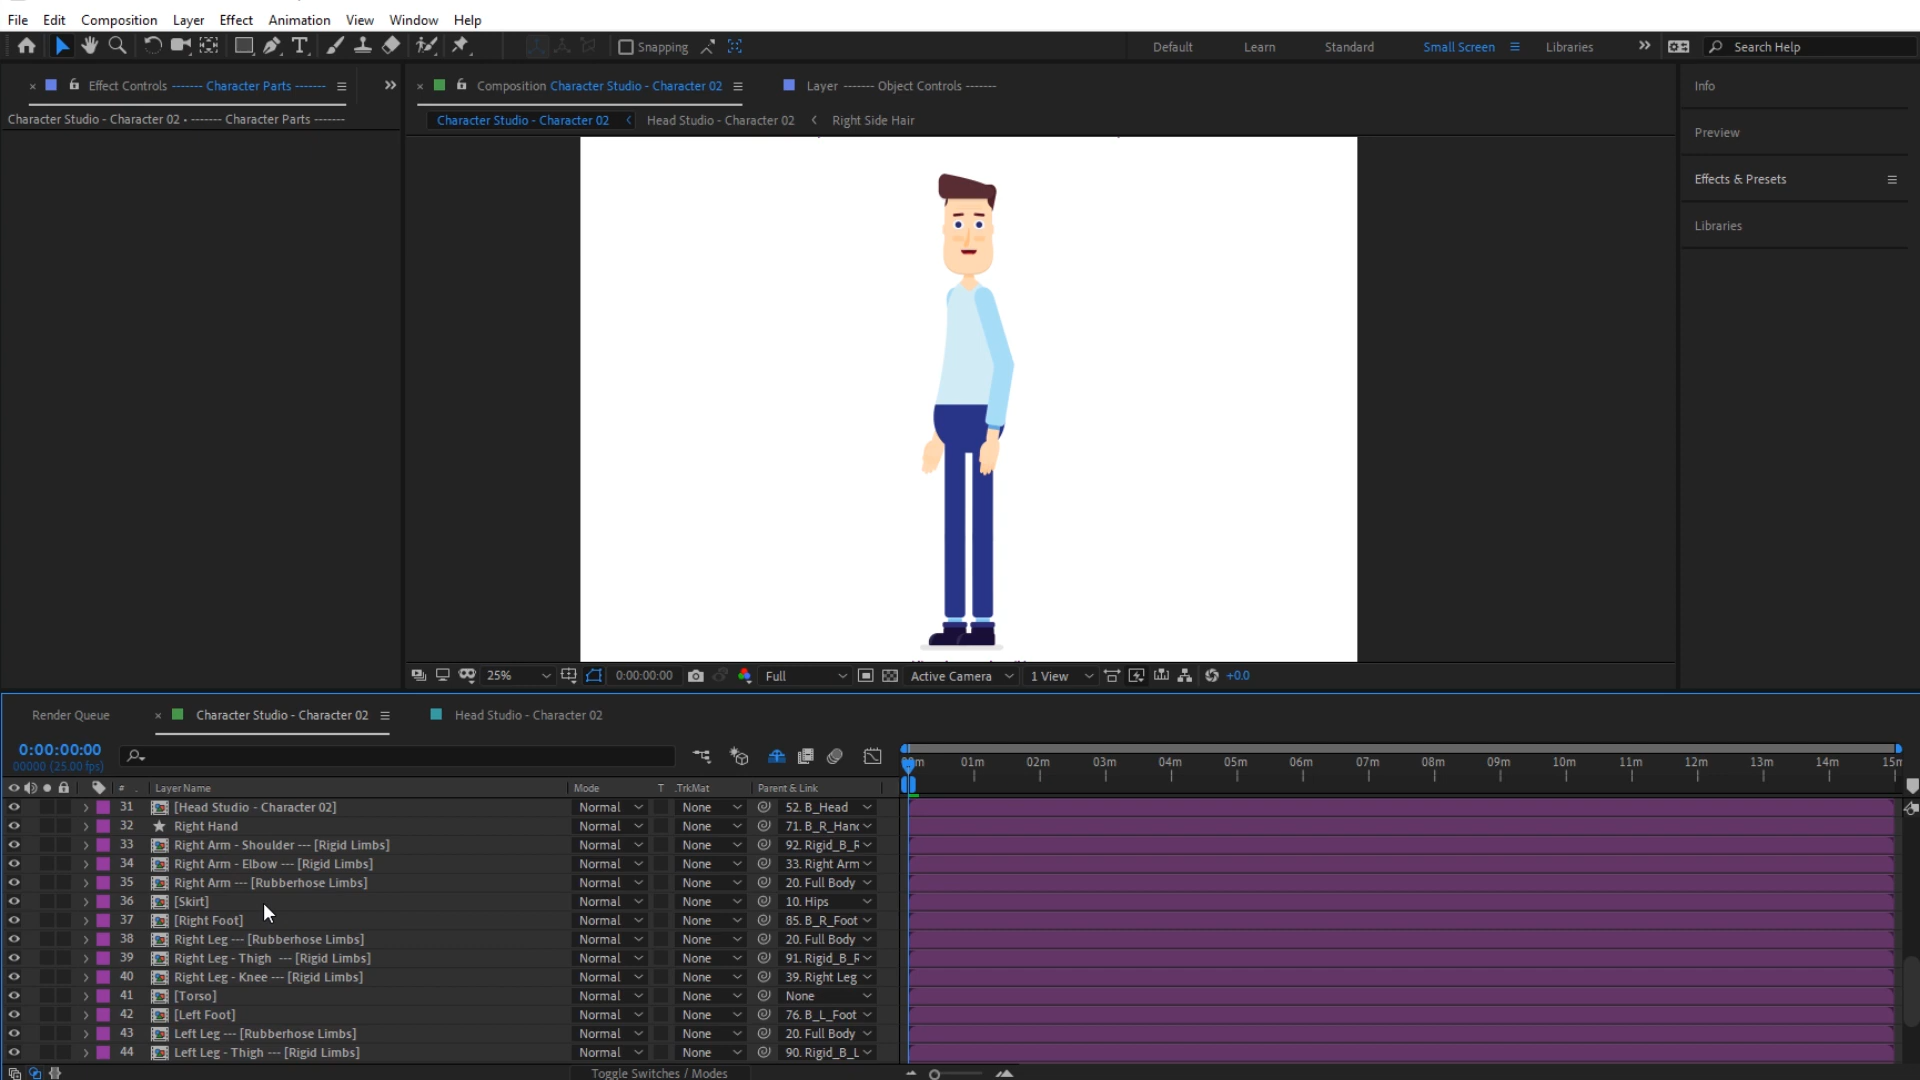 File Edit Composition Layer Effect Animation View Window Help
Snapping
Default Learn Standard Small Screen Libraries Search Help
Effect Controls ------- Character Parts -------
Composition Character Studio - Character 02
Layer ------- Object Controls -------
Info
Character Studio - Character 02 • ------- Character Parts -------
Character Studio - Character 02 Head Studio - Character 02 Right Side Hair
Preview
Effects & Presets
Libraries
25% 0:00:00:00 Full Active Camera 1 View +0.0
Render Queue Character Studio - Character 02 Head Studio - Character 02
0:00:00:00
00000 (25.00 fps)
01m 02m 03m 04m 05m 06m 07m 08m 09m 10m 11m 12m 13m 14m
# Layer Name Mode T .TrkMat Parent & Link
31 [Head Studio - Character 02] Normal None 52. B_Head
32 Right Hand Normal None 71. B_R_Hand
33 Right Arm - Shoulder --- [Rigid Limbs] Normal None 92. Rigid_B_R
34 Right Arm - Elbow --- [Rigid Limbs] Normal None 33. Right Arm
35 Right Arm --- [Rubberhose Limbs] Normal None 20. Full Body
36 [Skirt] Normal None 10. Hips
37 [Right Foot] Normal None 85. B_R_Foot
38 Right Leg --- [Rubberhose Limbs] Normal None 20. Full Body
39 Right Leg - Thigh --- [Rigid Limbs] Normal None 91. Rigid_B_R
40 Right Leg - Knee --- [Rigid Limbs] Normal None 39. Right Leg
41 [Torso] Normal None None
42 [Left Foot] Normal None 76. B_L_Foot
43 Left Leg --- [Rubberhose Limbs] Normal None 20. Full Body
44 Left Leg - Thigh --- [Rigid Limbs] Normal None 90. Rigid_B_L
Toggle Switches / Modes